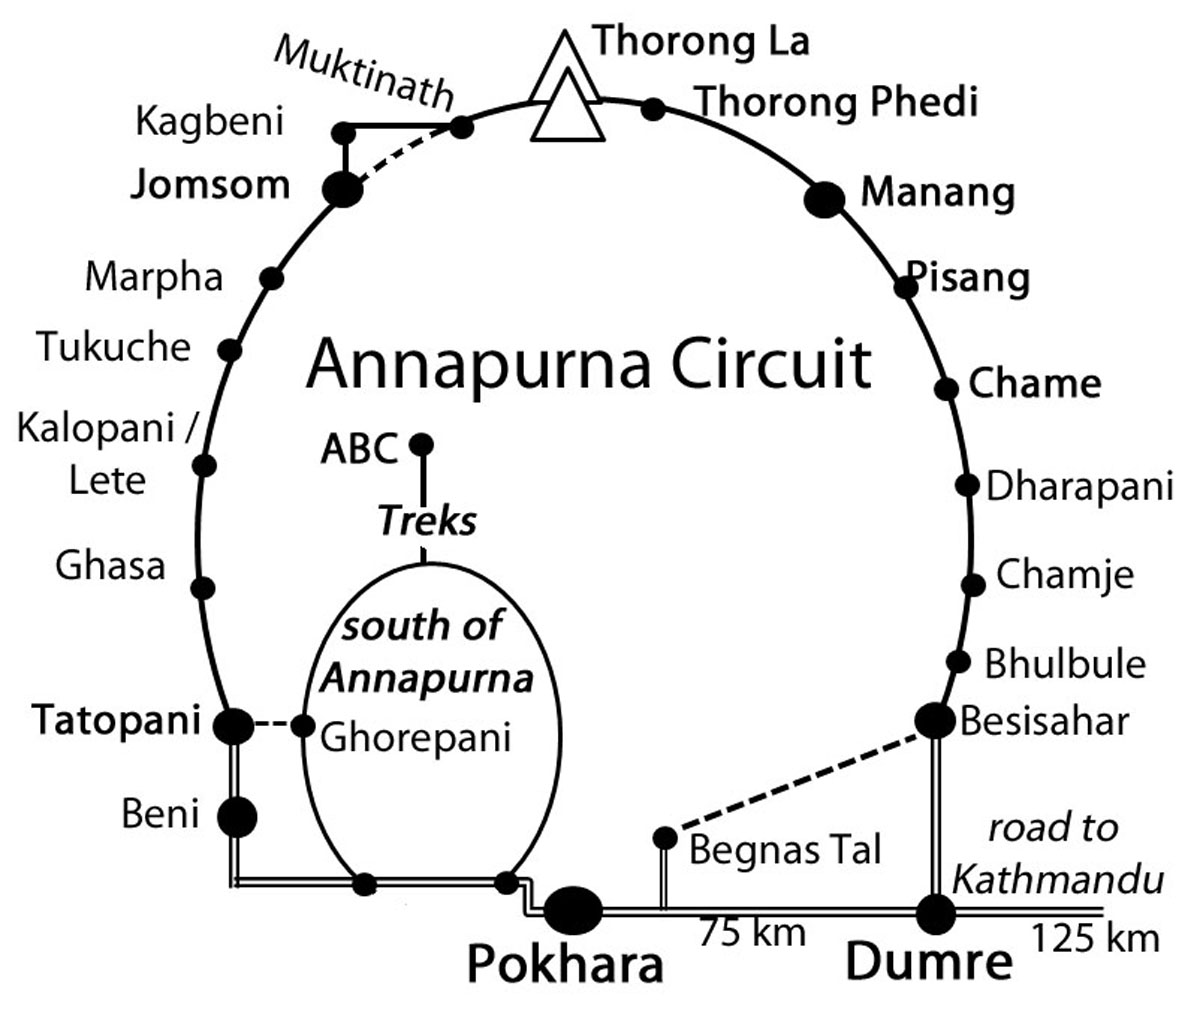 Thorong La
Muktinath
Thorong Phedi
Kagbeni
Jomsom
Manang
Marpha
Pisang
Tukuche
Annapurna Circuit
Chame
Kalopani /
Lete
ABC
Dharapani
Treks
Ghasa
Chamje
south of
Annapurna
Bhulbule
Tatopani
Ghorepani
Besisahar
Beni
Begnas Tal
road to
Kathmandu
75 km
125 km
Pokhara
Dumre